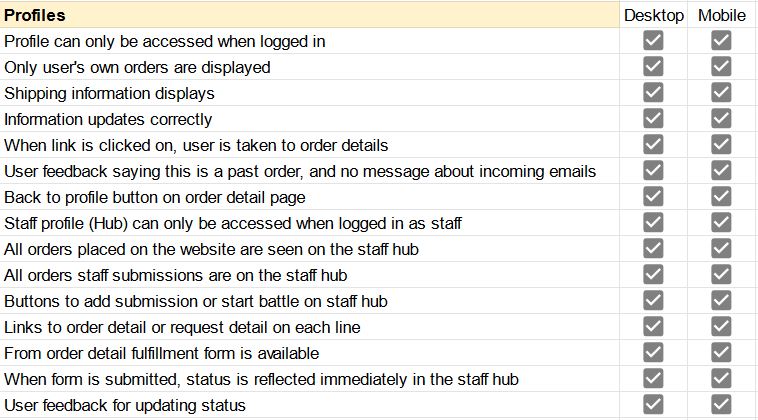 Profiles Desktop Mobile
Profile can only be accessed when logged in
Only user's own orders are displayed
Shipping information displays
Information updates correctly
When link is clicked on, user is taken to order details
User feedback saying this is a past order, and no message about incoming emails
Back to profile button on order detail page
Staff profile (Hub) can only be accessed when logged in as staff
All orders placed on the website are seen on the staff hub
All orders staff submissions are on the staff hub
Buttons to add submission or start battle on staff hub
Links to order detail or request detail on each line
From order detail fulfillment form is available
When form is submitted, status is reflected immediately in the staff hub
User feedback for updating status